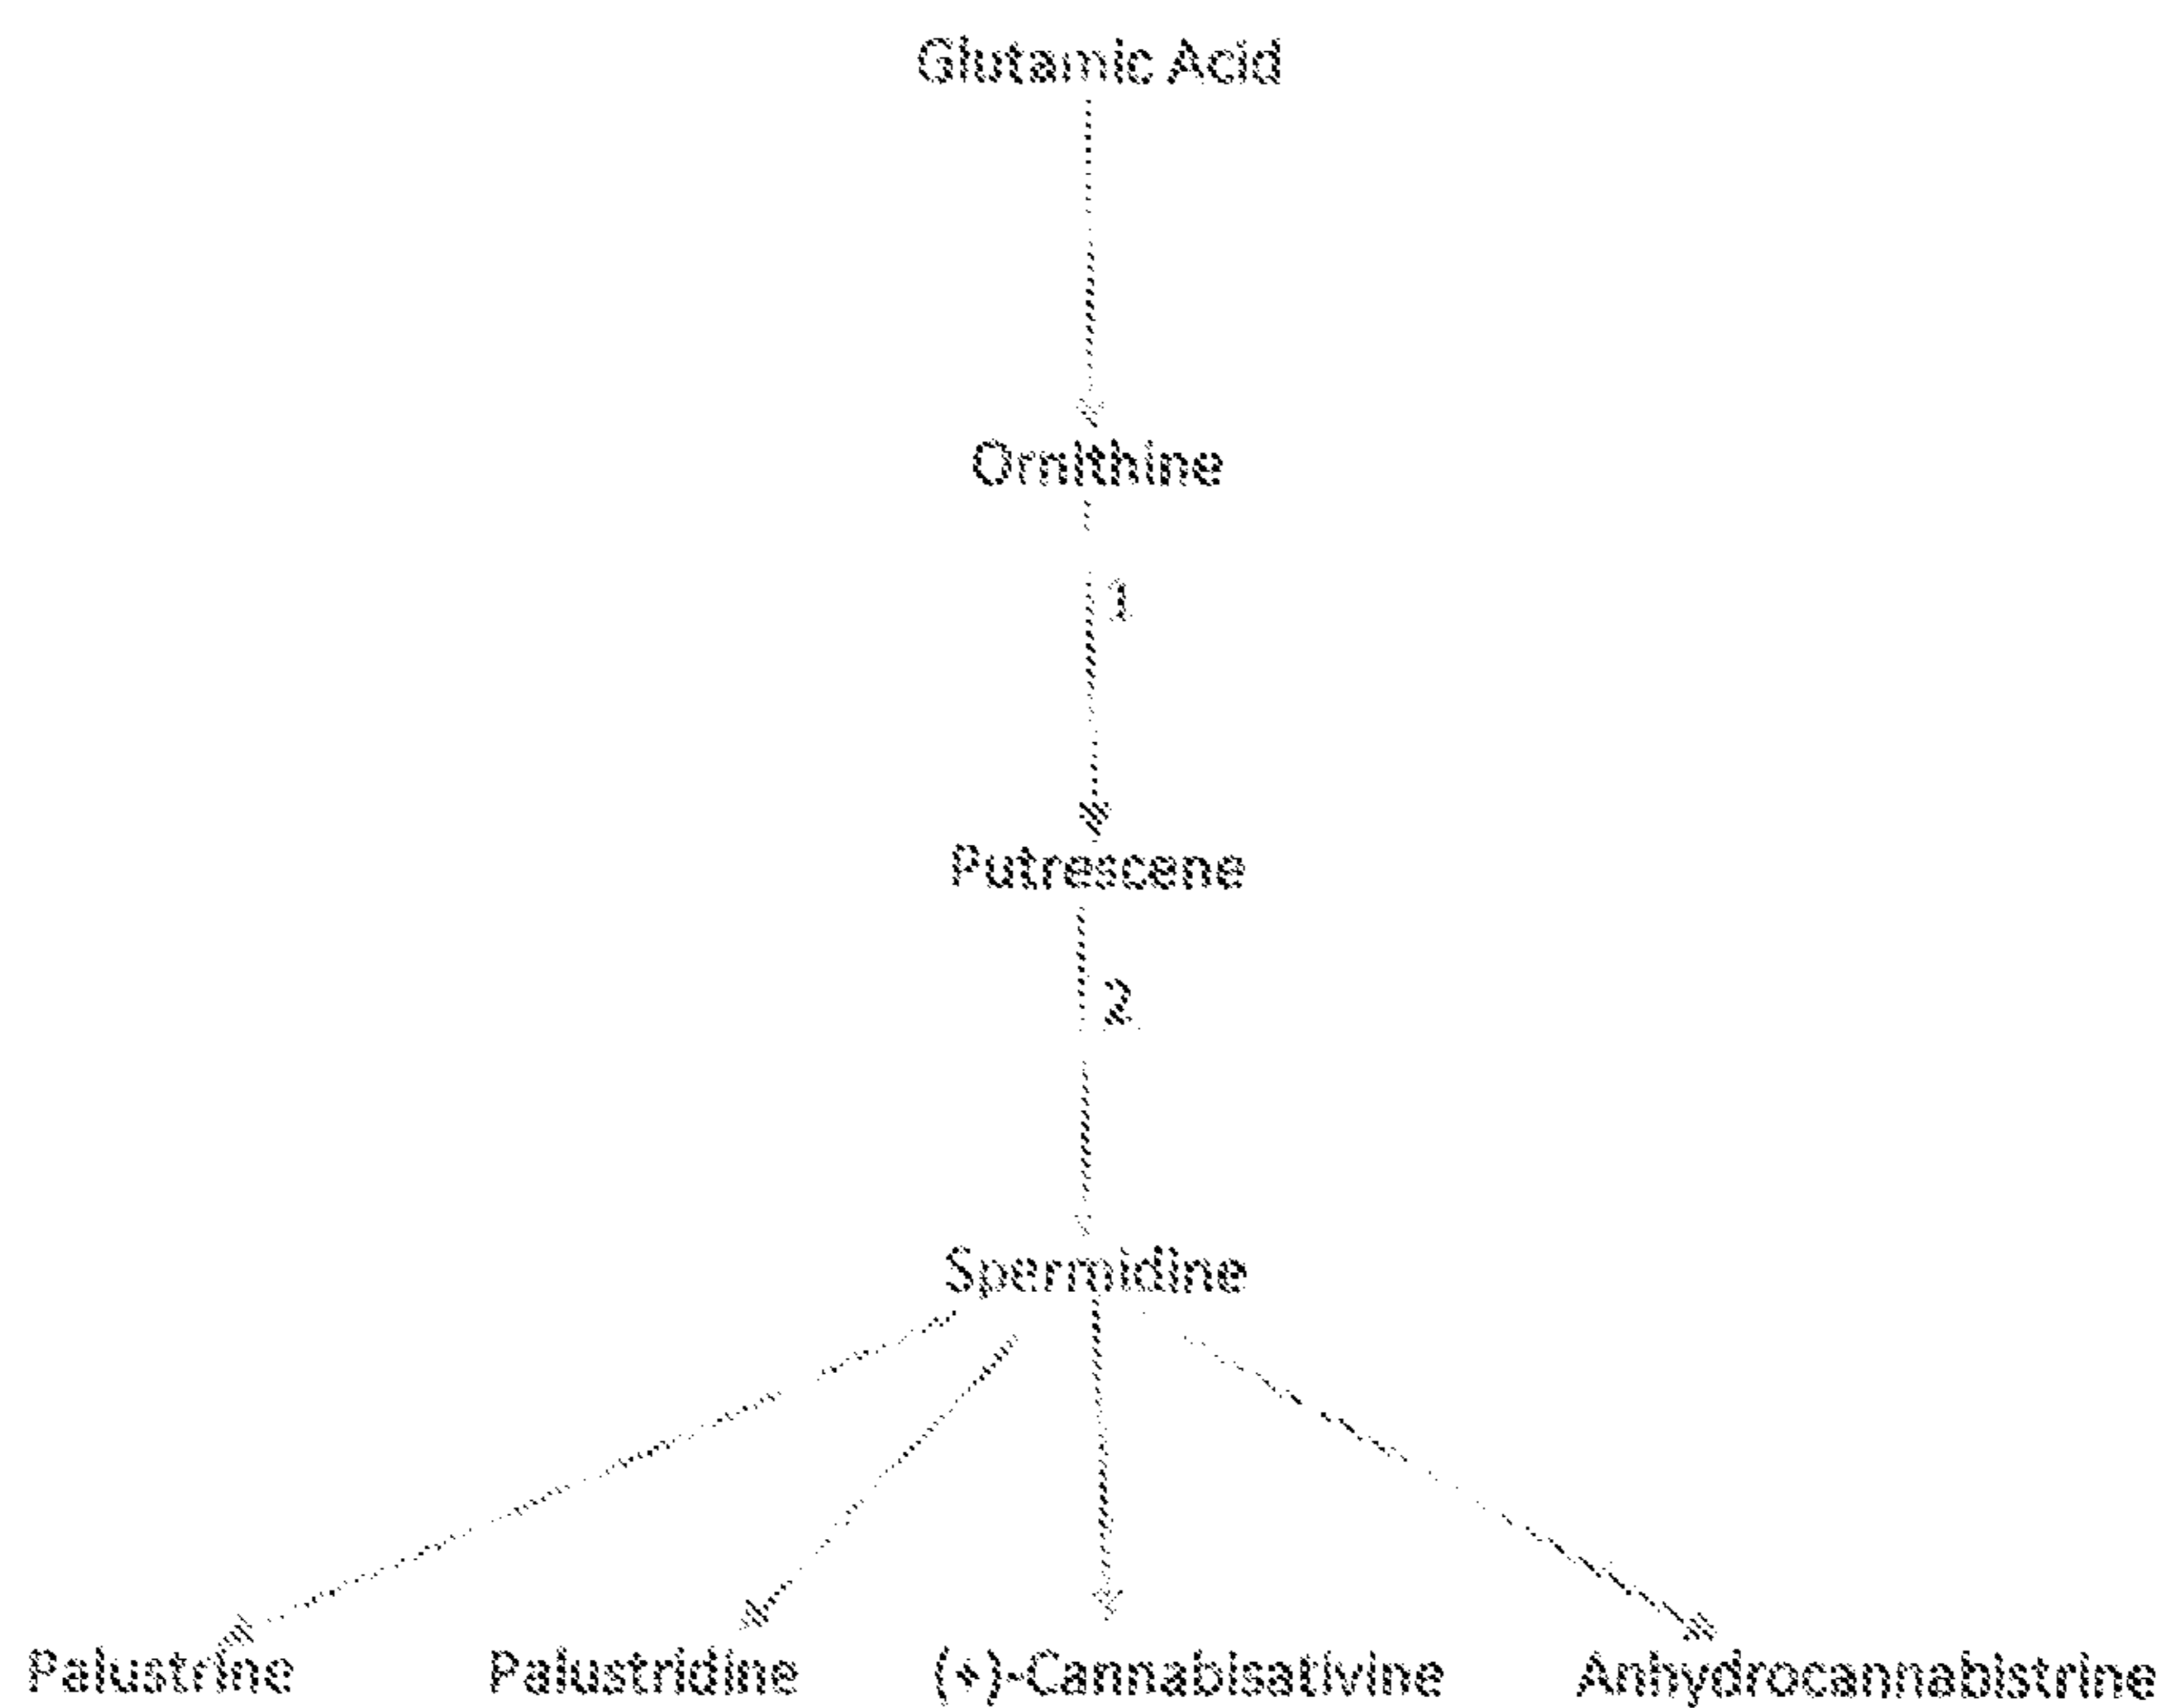 Glutamic Acid
Ornithine
1
Putrescene
2
Spermidine
Palustrine Palustridine (+)-Cannabisativine Anhydrocannabistrine